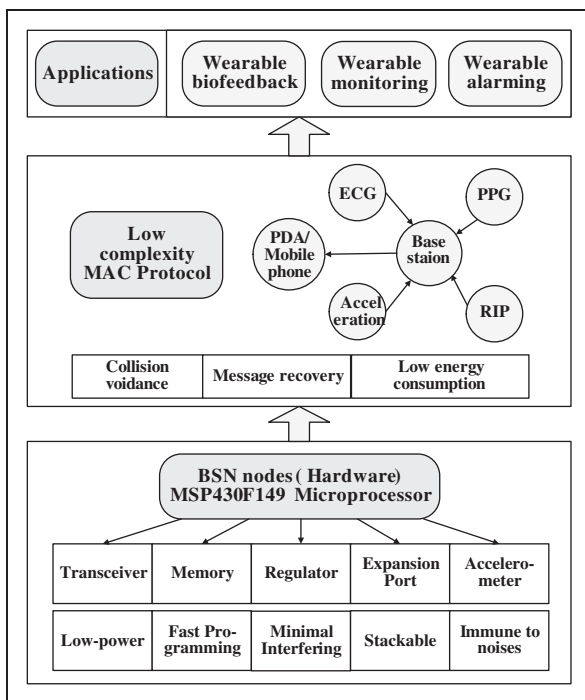 Applications
Wearable
biofeedback
Wearable
monitoring
Wearable
alarming
ECG
PPG
Low
complexity
MAC Protocol
PDA/
Mobile
phone
Base
staion
Accel
eration
RIP
Collision
voidance
Message recovery
Low energy
consumption
BSN nodes ( Hardware)
MSP430F149 Microprocessor
Transceiver
Memory
Regulator
Expansion
Port
Accelero-
meter
Low-power
Fast Pro-
gramming
Minimal
Interfering
Stackable
Immune to
noises